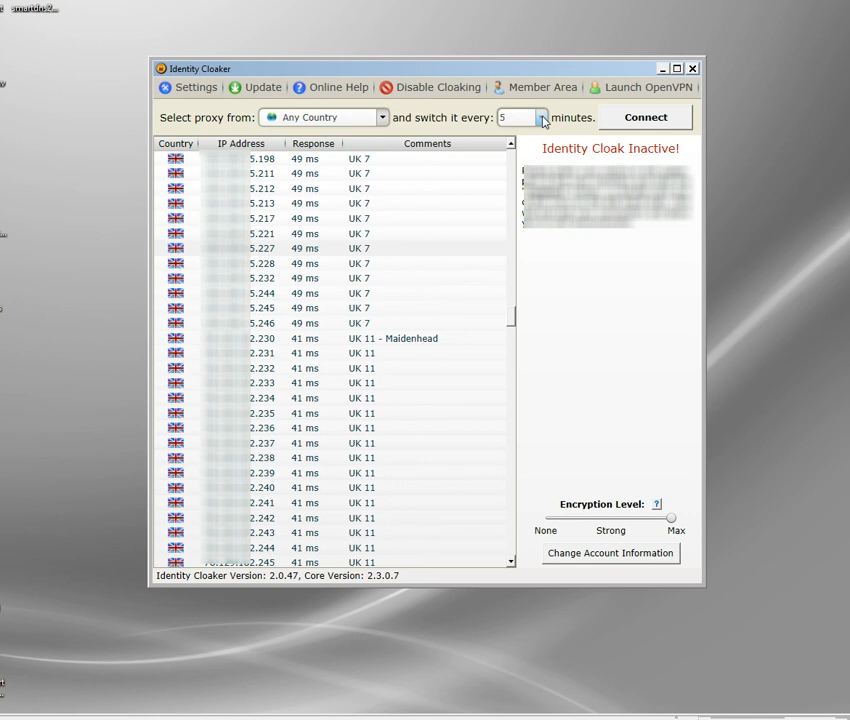 smartdns2...
Identity Cloaker
Settings Update Online Help Disable Cloaking Member Area Launch OpenVPN
Select proxy from: Any Country and switch it every: 5 minutes. Connect
Country IP Address Response Comments
5.198 49 ms UK 7
5.211 49 ms UK 7
5.212 49 ms UK 7
5.213 49 ms UK 7
5.217 49 ms UK 7
5.221 49 ms UK 7
5.227 49 ms UK 7
5.228 49 ms UK 7
5.232 49 ms UK 7
5.244 49 ms UK 7
5.245 49 ms UK 7
5.246 49 ms UK 7
2.230 41 ms UK 11 - Maidenhead
2.231 41 ms UK 11
2.232 41 ms UK 11
2.233 41 ms UK 11
2.234 41 ms UK 11
2.235 41 ms UK 11
2.236 41 ms UK 11
2.237 41 ms UK 11
2.238 41 ms UK 11
2.239 41 ms UK 11
2.240 41 ms UK 11
2.241 41 ms UK 11
2.242 41 ms UK 11
2.243 41 ms UK 11
2.244 41 ms UK 11
2.245 41 ms UK 11
Identity Cloak Inactive!
Encryption Level: ?
None Strong Max
Change Account Information
Identity Cloaker Version: 2.0.47, Core Version: 2.3.0.7